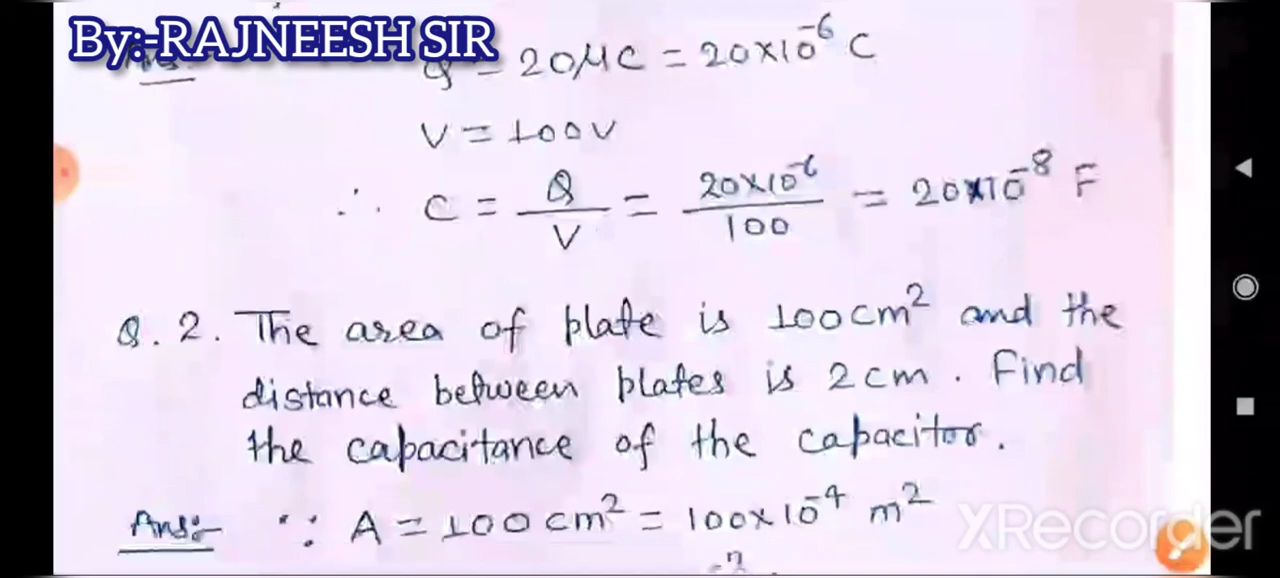 By:-RAJNEESH SIR
= 20μC = 20×10⁻⁶ C
V = 100V
∴ C = Q/V = 20×10⁻⁶/100 = 20×10⁻⁸ F
Q. 2. The area of plate is 100cm² and the
distance between plates is 2cm. Find
the capacitance of the capacitor.
Ans:- ∵ A = 100 cm² = 100×10⁻⁴ m²
XRecorder